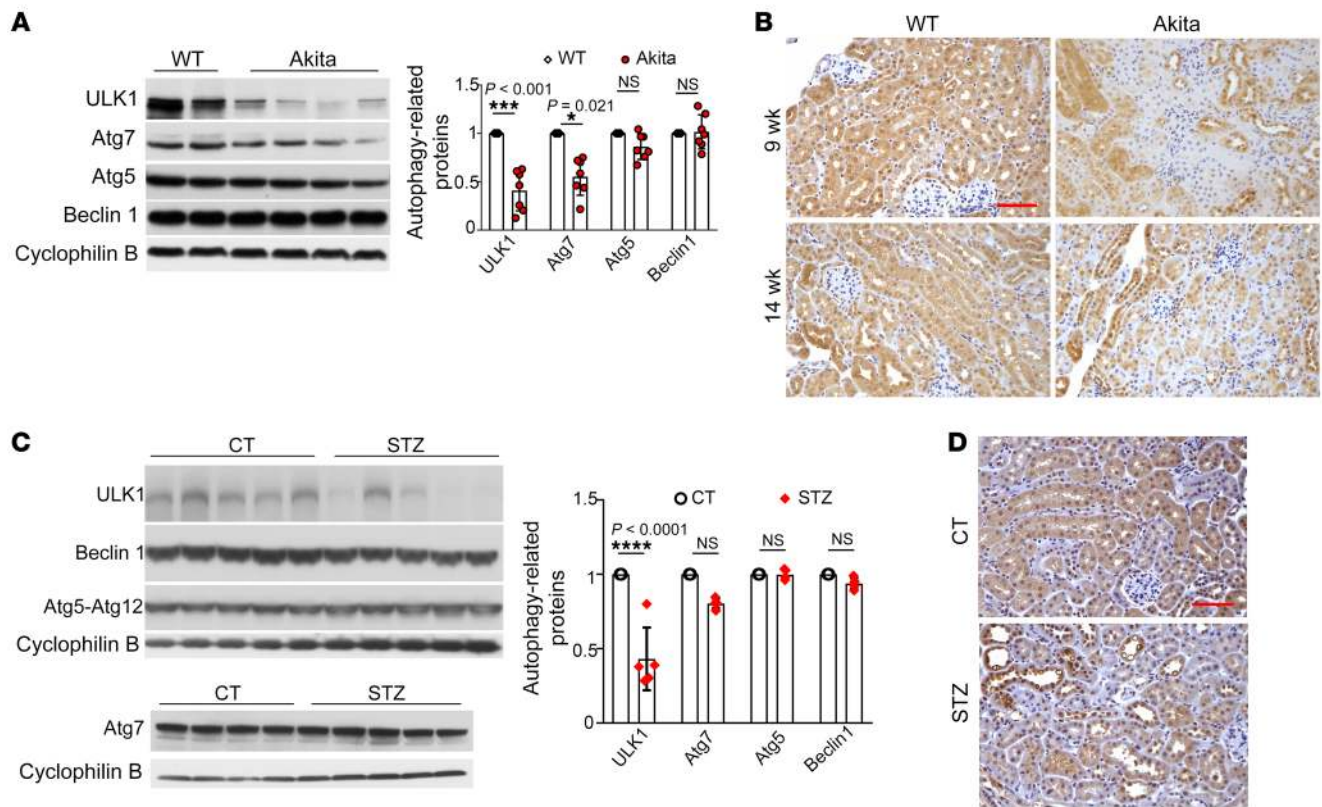 A
WT Akita
ULK1
Atg7
Atg5
Beclin 1
Cyclophilin B
WT Akita
Autophagy-related
proteins
1.5
1
0.5
0
P < 0.001
***
P = 0.021
*
NS
NS
ULK1
Atg7
Atg5
Beclin1
B
WT Akita
9 wk
14 wk
C
CT STZ
ULK1
Beclin 1
Atg5-Atg12
Cyclophilin B
CT STZ
Atg7
Cyclophilin B
CT STZ
Autophagy-related
proteins
1.5
1
0.5
0
P < 0.0001
****
NS
NS
NS
ULK1
Atg7
Atg5
Beclin1
D
CT
STZ